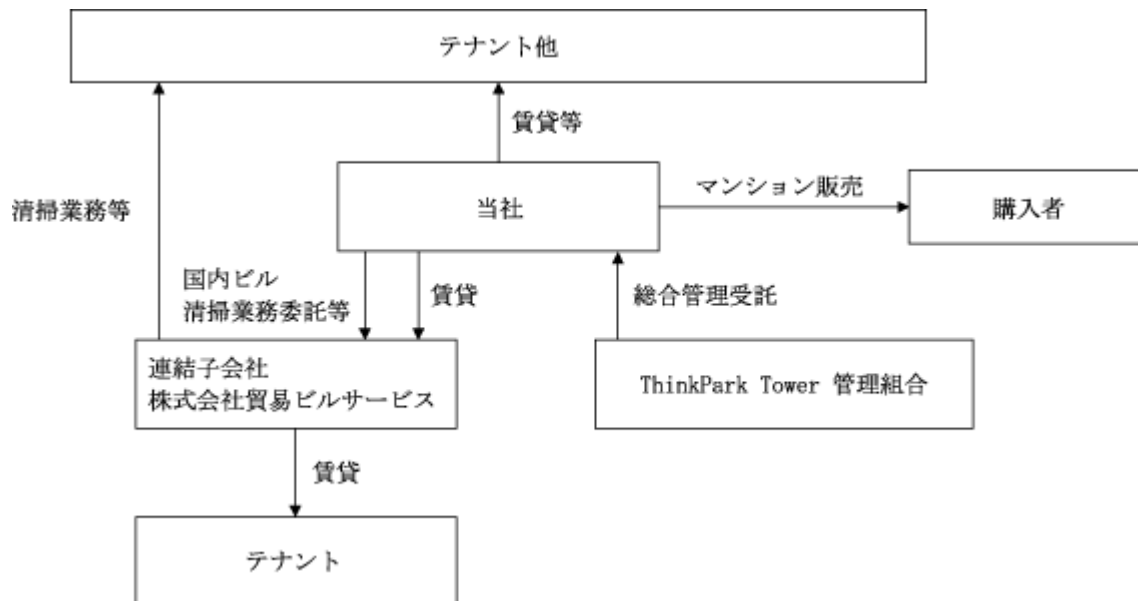 テナント他
賃貸等
マンション販売
清掃業務等
当社
購入者
国内ビル
清掃業務委託等
賃貸
総合管理受託
連結子会社
株式会社貿易ビルサービス
ThinkPark Tower 管理組合
賃貸
テナント